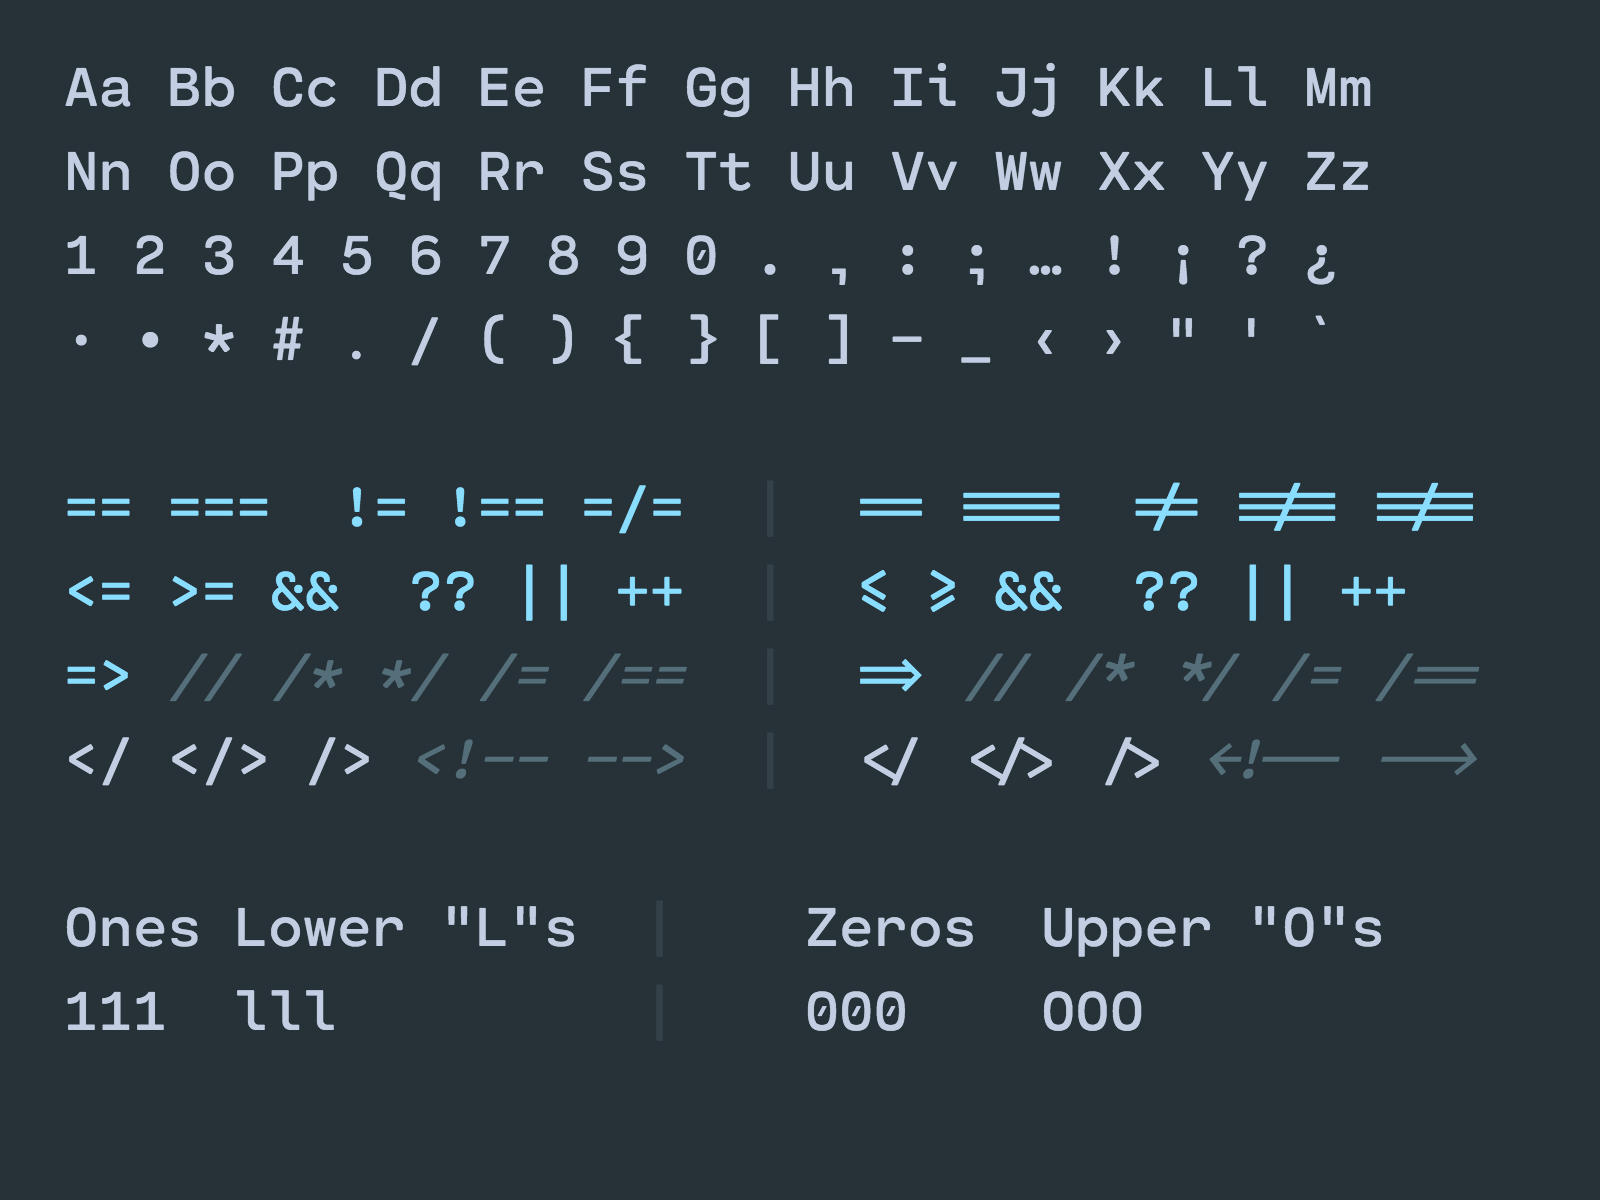 Aa Bb Cc Dd Ee Ff Gg Hh Ii Jj Kk Ll Mm
Nn Oo Pp Qq Rr Ss Tt Uu Vv Ww Xx Yy Zz
1 2 3 4 5 6 7 8 9 0 . , : ; … ! ¡ ? ¿
· • * # . / ( ) { } [ ] – _ ‹ › " ' `
== === != !== =/= | == === != !== =/=
<= >= && ?? || ++ | <= >= && ?? || ++
=> // /* */ /= /== | => // /* */ /= /==
</ </> /> <!-- --> | </ </> /> <!-- -->
Ones Lower "L"s | Zeros Upper "O"s
111 lll | 000 OOO